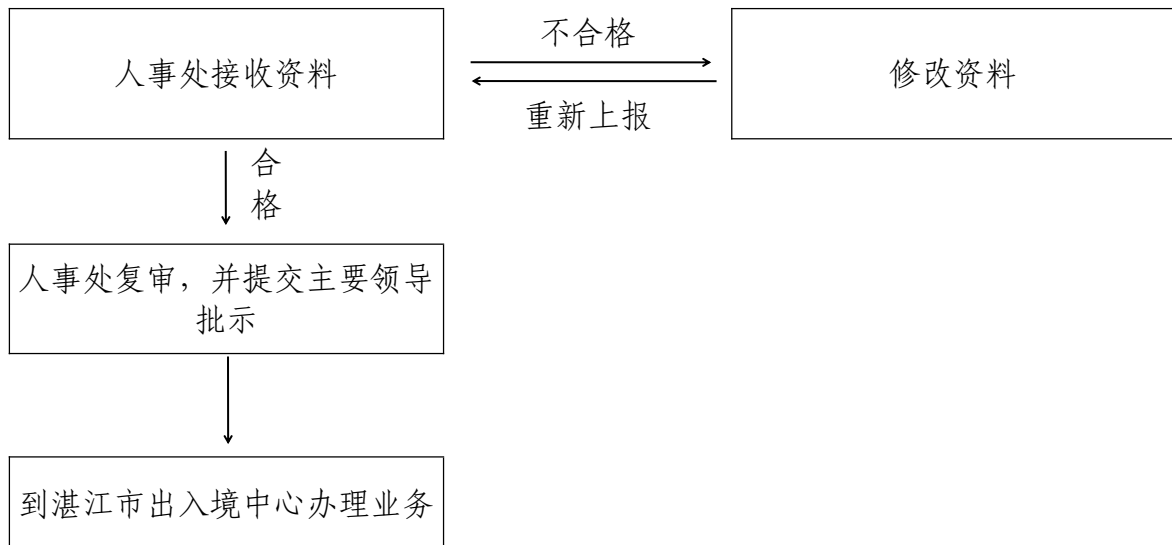 人事处接收资料
不合格
重新上报
修改资料
合
格
人事处复审，并提交主要领导
批示
到湛江市出入境中心办理业务